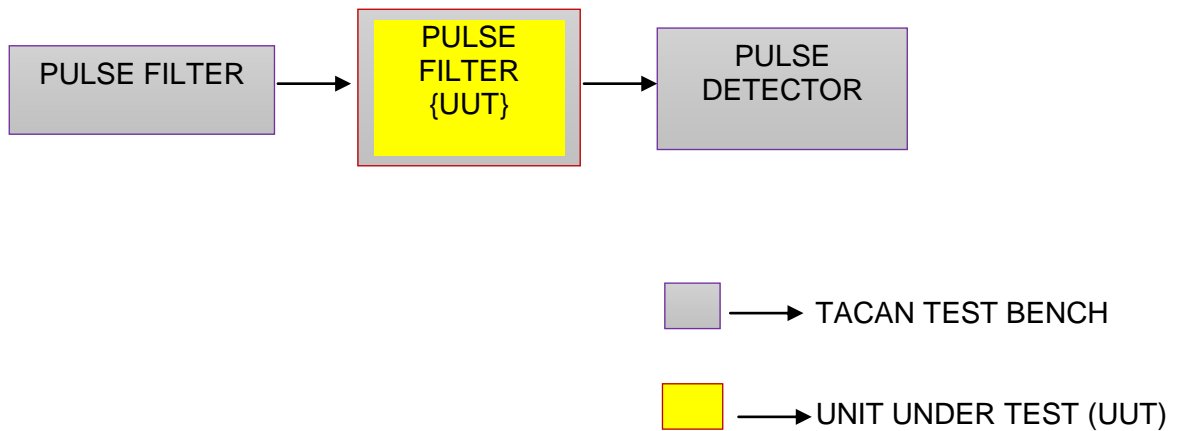 PULSE FILTER
PULSE
FILTER
{UUT}
PULSE
DETECTOR
TACAN TEST BENCH
UNIT UNDER TEST (UUT)